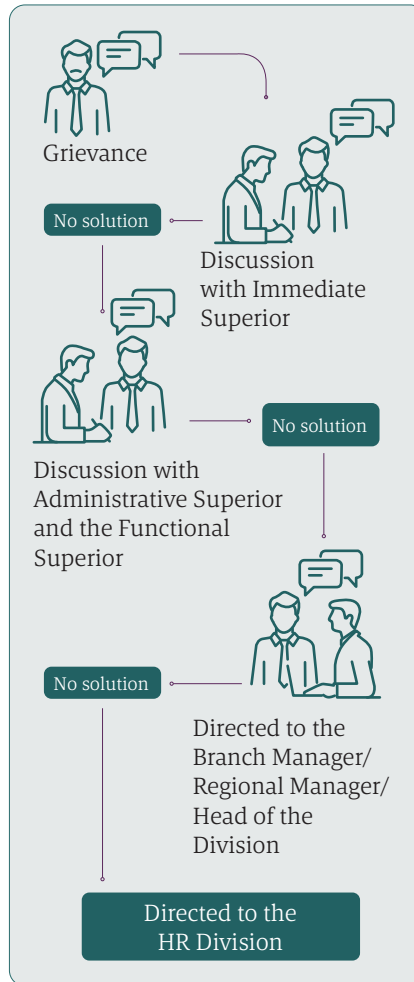 Grievance
No solution
Discussion
with Immediate
Superior
No solution
Discussion with
Administrative Superior
and the Functional
Superior
No solution
Directed to the
Branch Manager/
Regional Manager/
Head of the
Division
Directed to the
HR Division